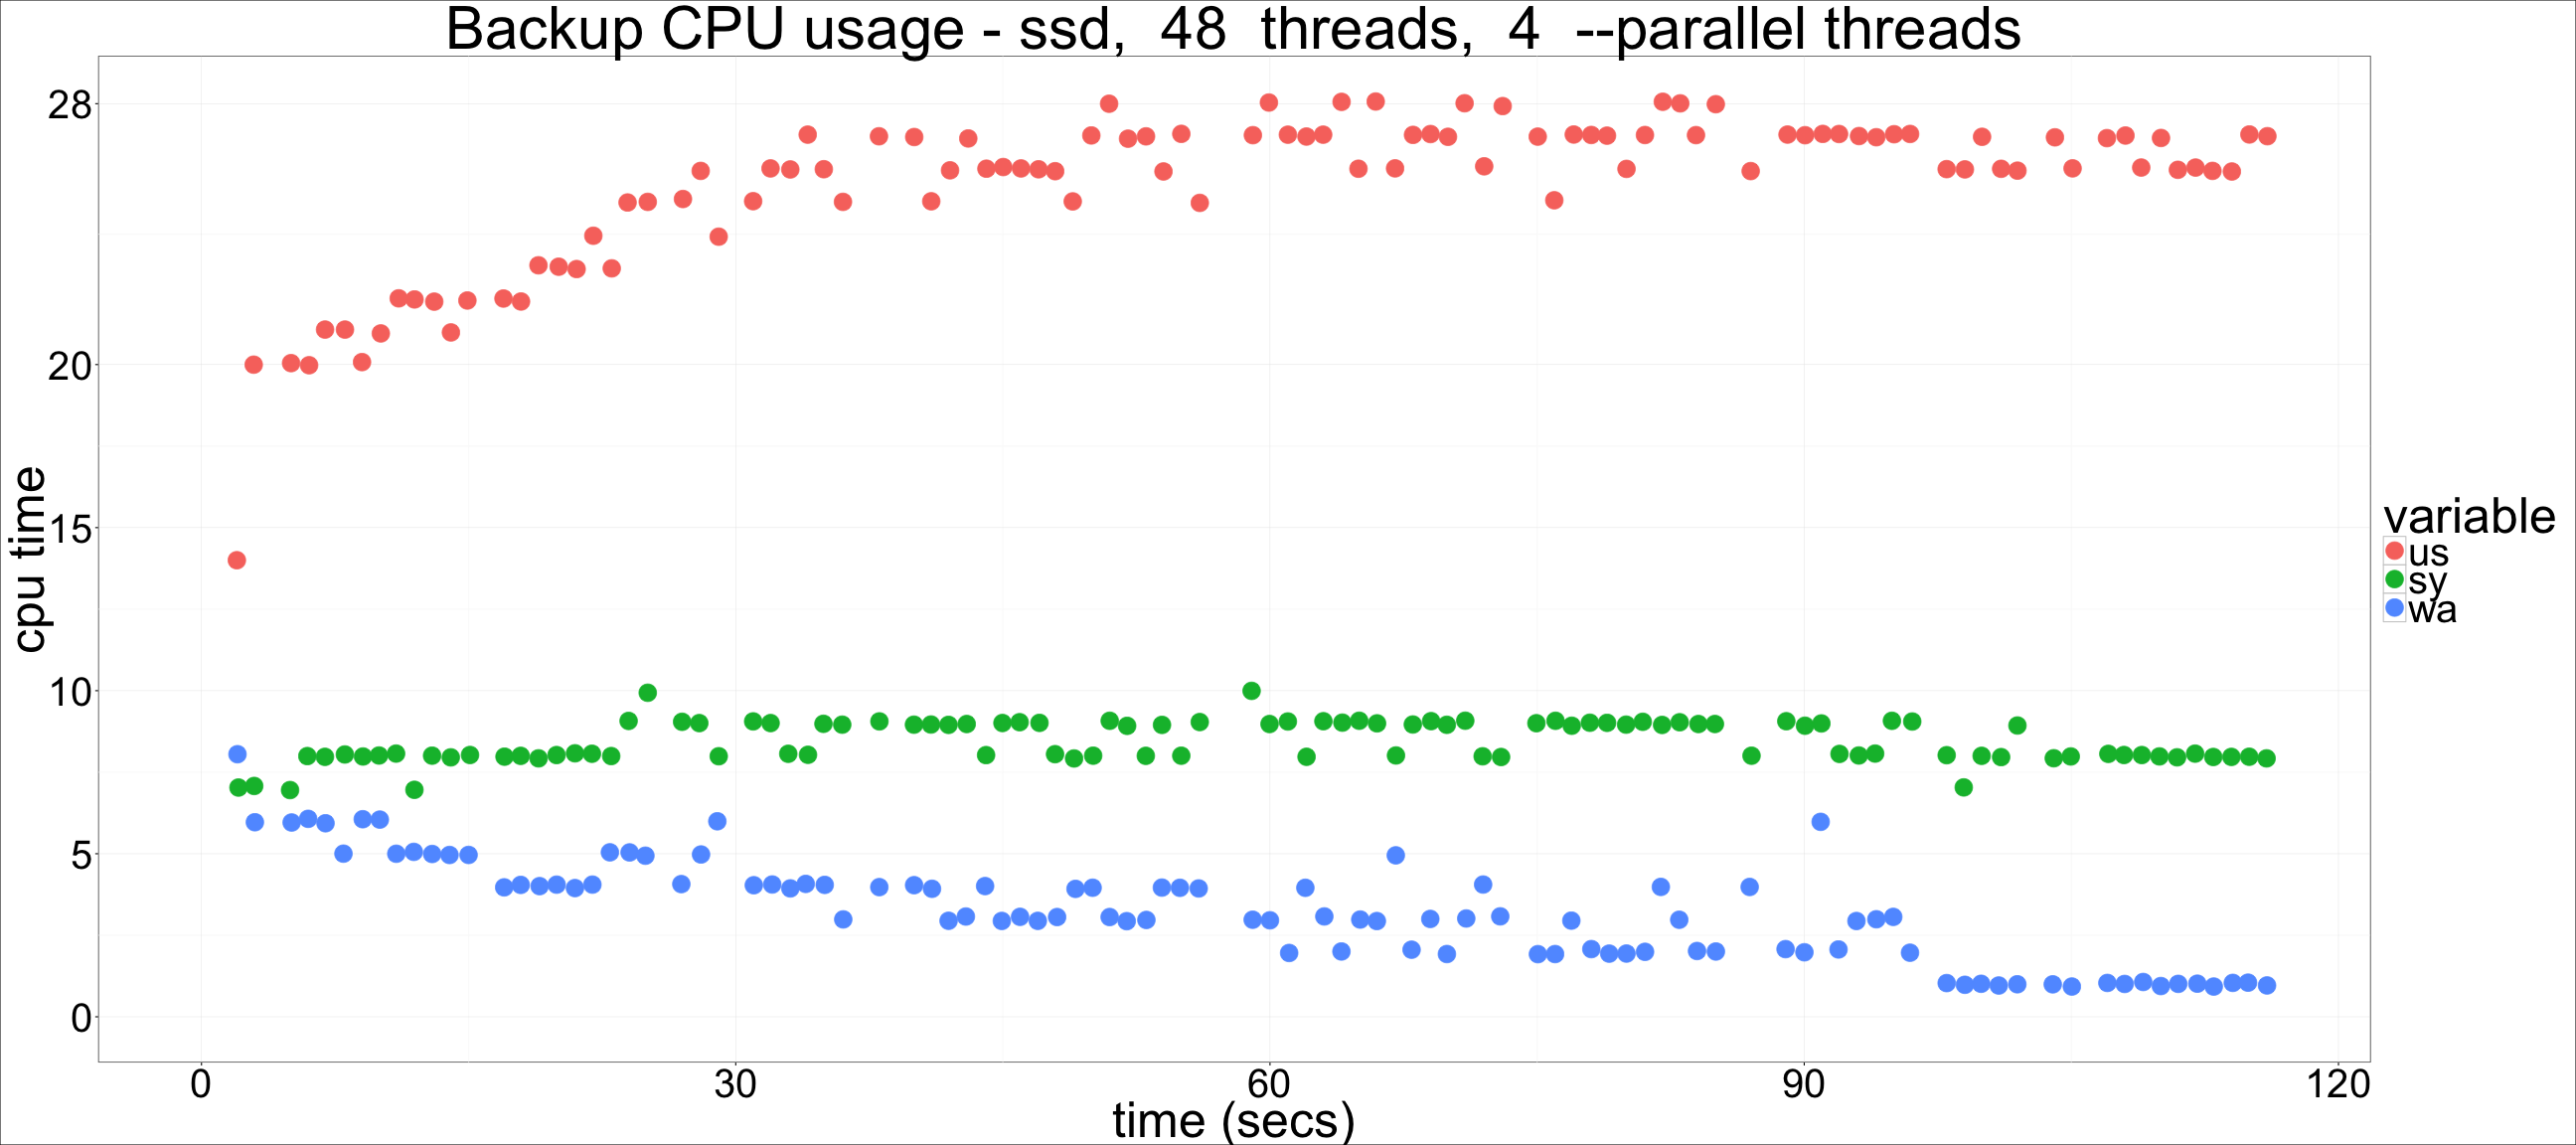 Backup CPU usage - ssd,  48  threads,  4  --parallel threads
28
20
15
10
5
0
cpu time
0 30 60 90 120
time (secs)
variable
us
sy
wa